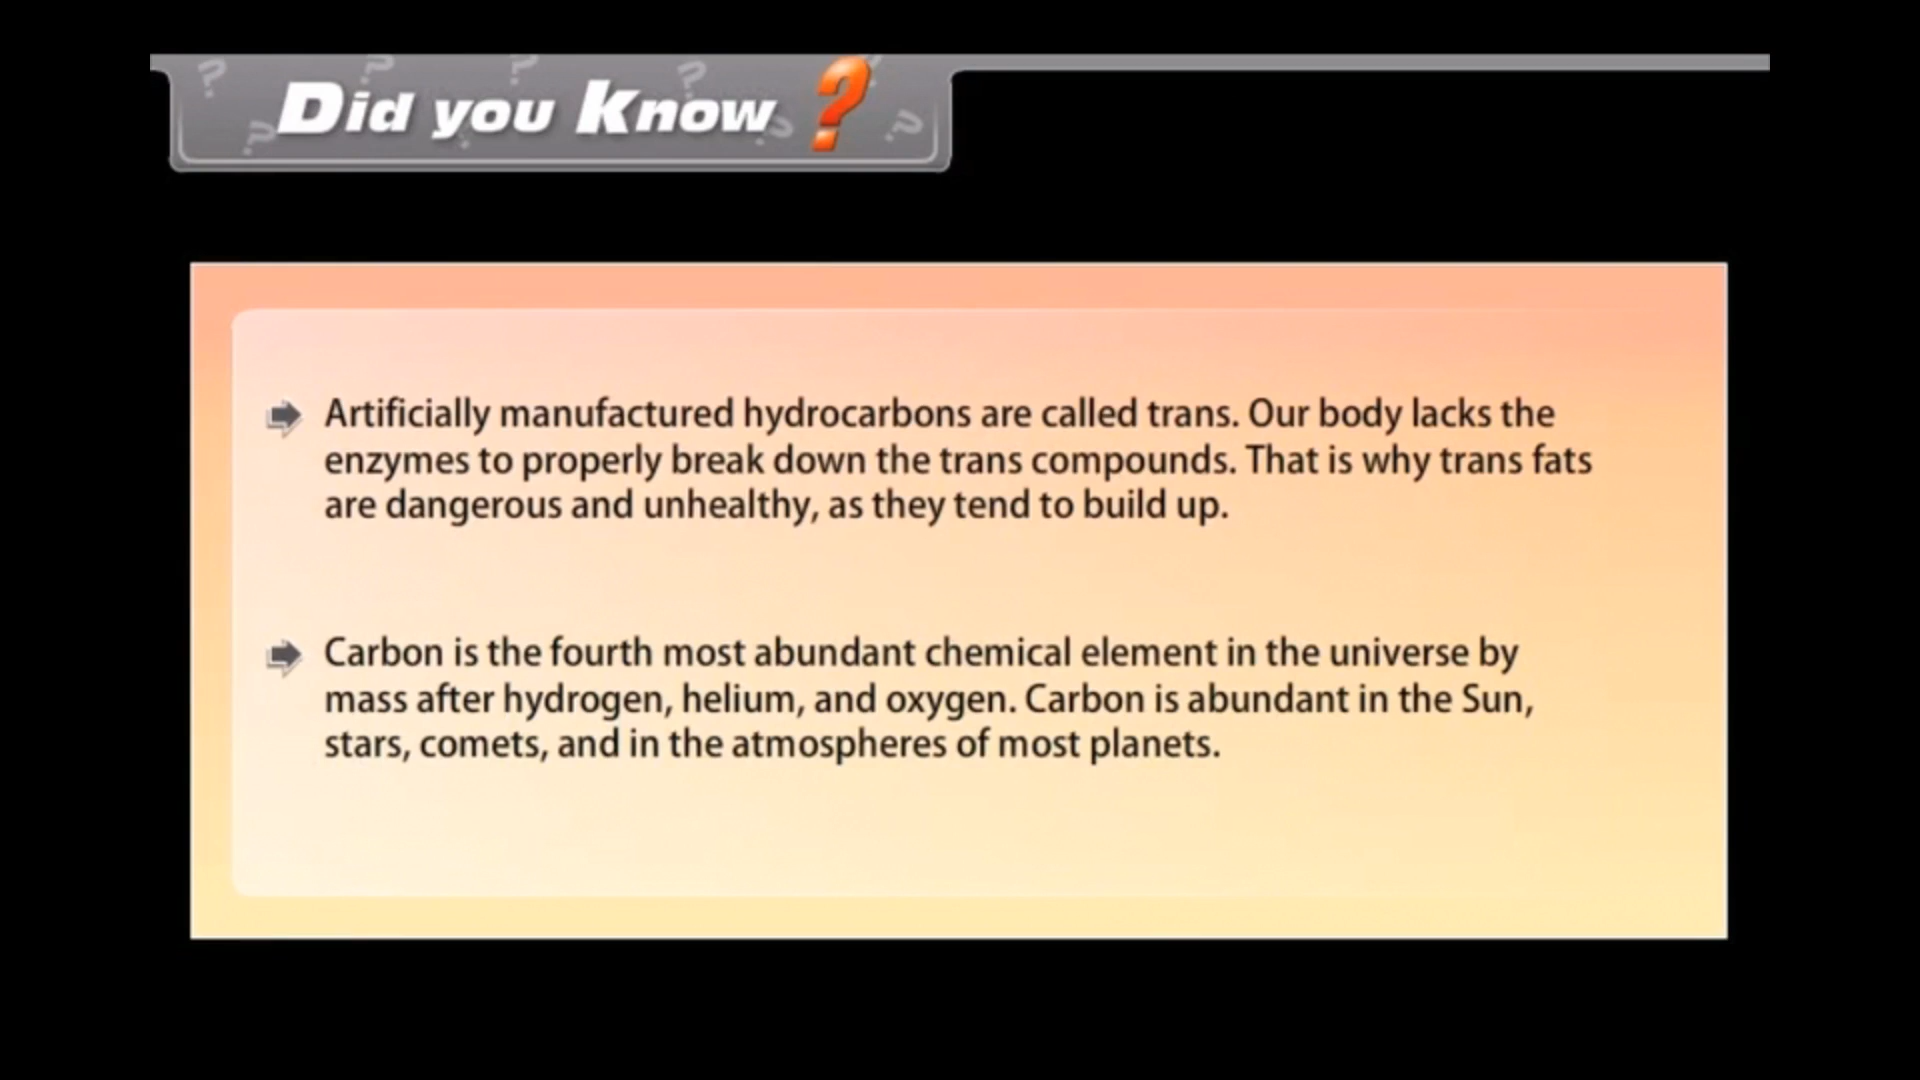 Did you Know ?
Artificially manufactured hydrocarbons are called trans. Our body lacks the
enzymes to properly break down the trans compounds. That is why trans fats
are dangerous and unhealthy, as they tend to build up.
Carbon is the fourth most abundant chemical element in the universe by
mass after hydrogen, helium, and oxygen. Carbon is abundant in the Sun,
stars, comets, and in the atmospheres of most planets.